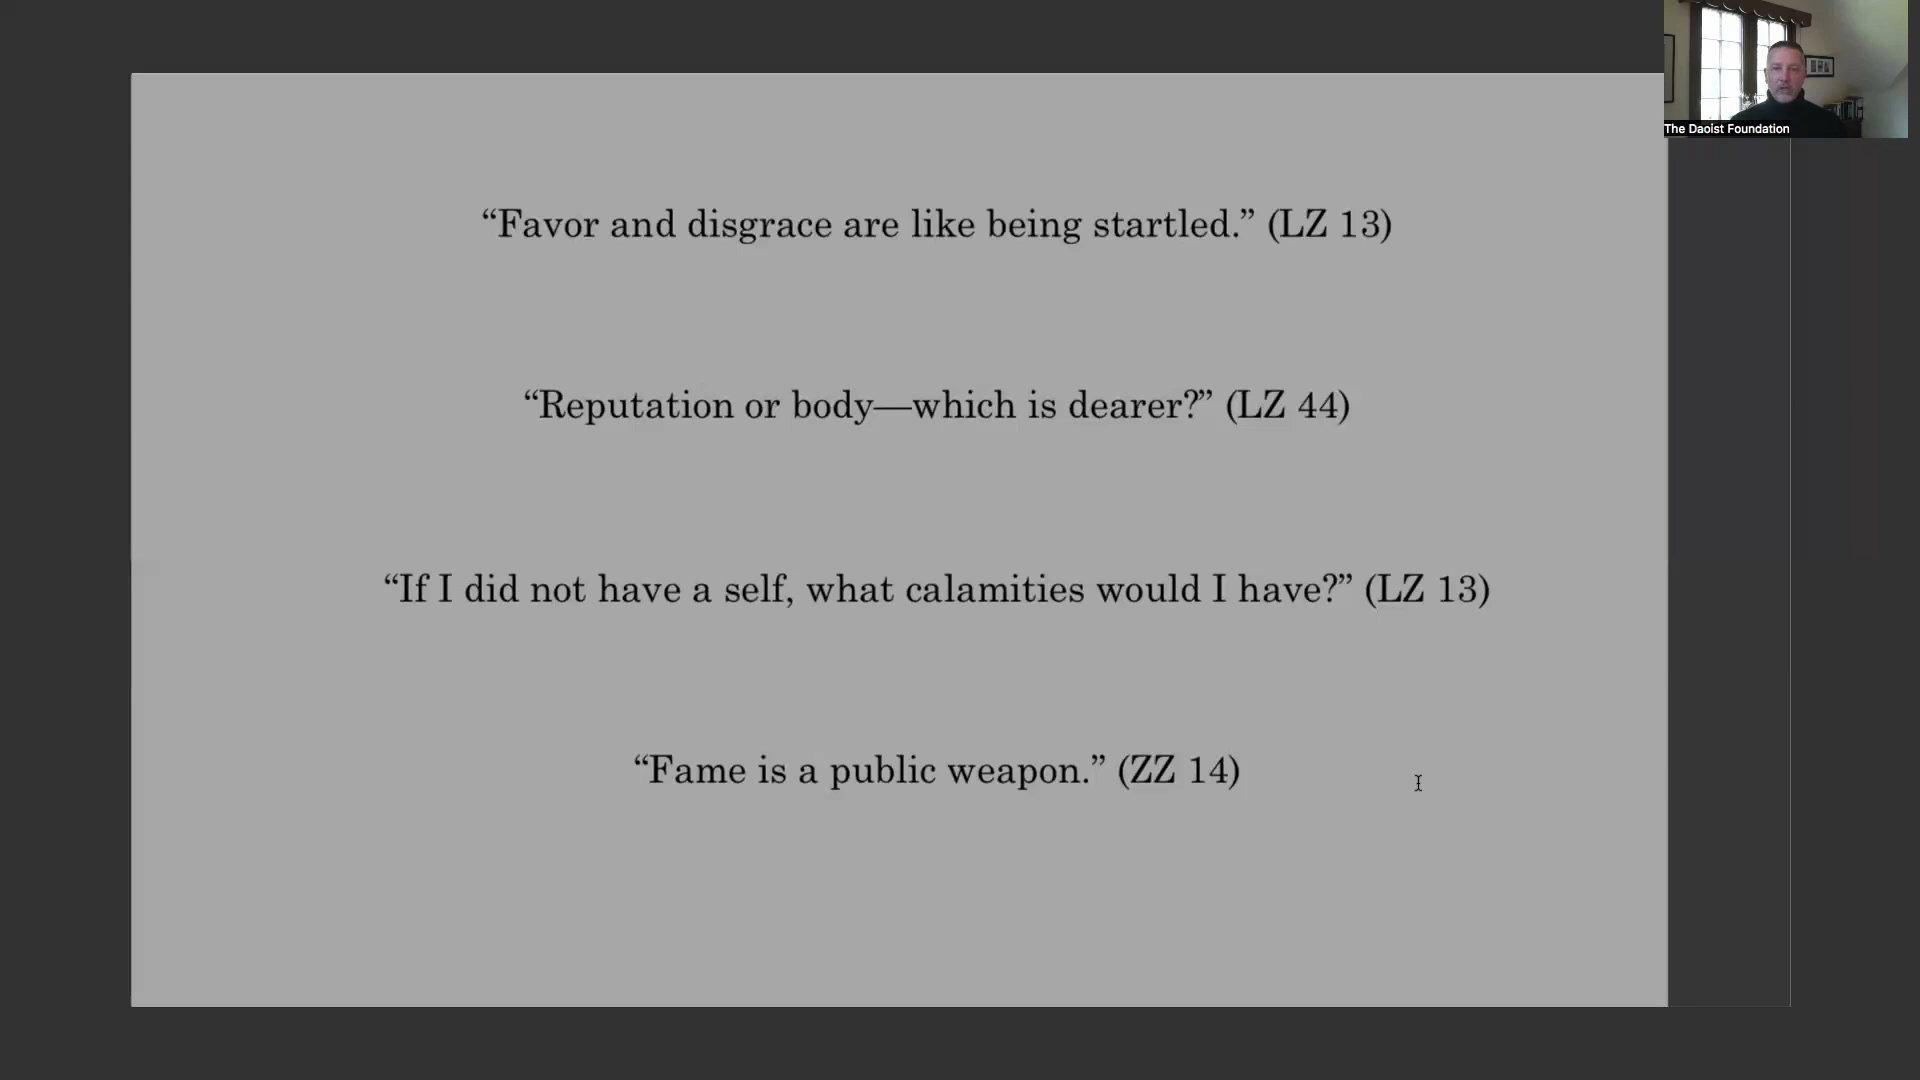 The Daoist Foundation
“Favor and disgrace are like being startled.” (LZ 13)
“Reputation or body—which is dearer?” (LZ 44)
“If I did not have a self, what calamities would I have?” (LZ 13)
“Fame is a public weapon.” (ZZ 14)